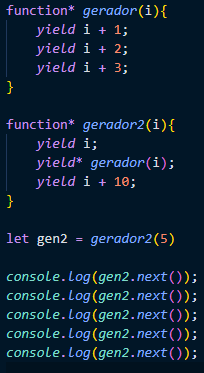 function* gerador(i){
    yield i + 1;
    yield i + 2;
    yield i + 3;
}

function* gerador2(i){
    yield i;
    yield* gerador(i);
    yield i + 10;
}

let gen2 = gerador2(5)

console.log(gen2.next());
console.log(gen2.next());
console.log(gen2.next());
console.log(gen2.next());
console.log(gen2.next());